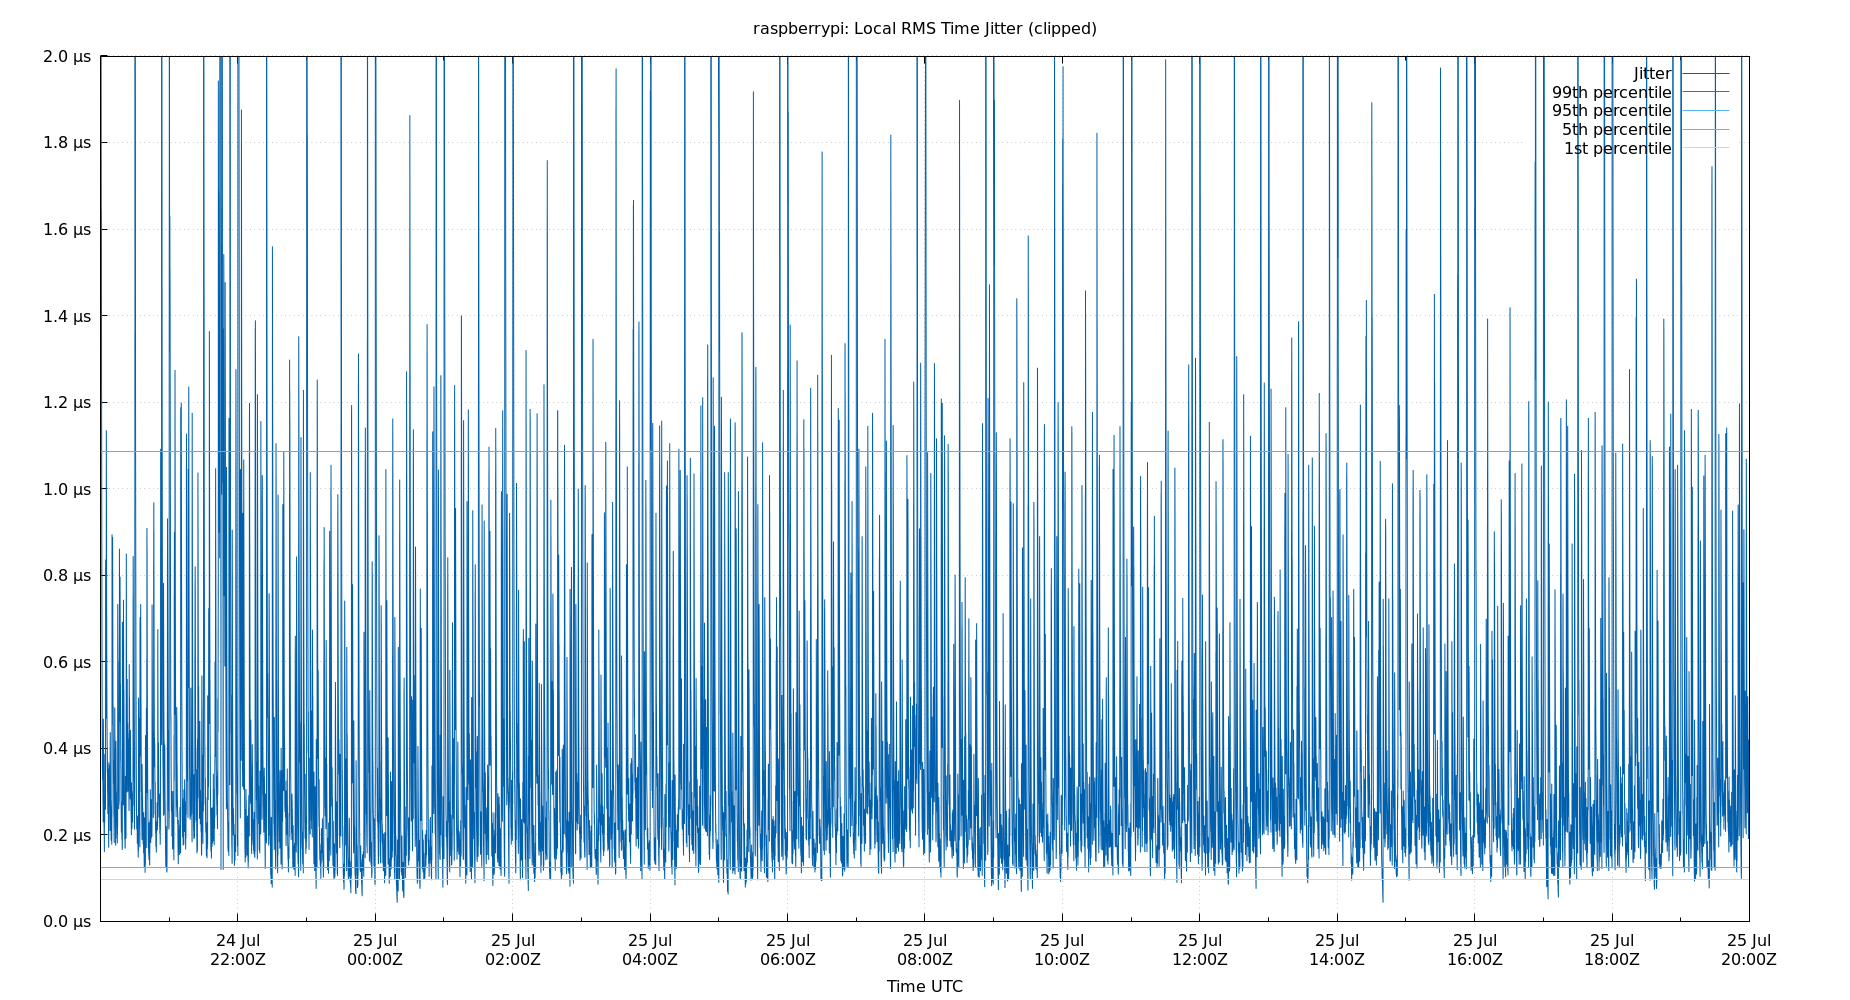 raspberrypi: Local RMS Time Jitter (clipped)
2.0 µs
1.8 µs
1.6 µs
1.4 µs
1.2 µs
1.0 µs
0.8 µs
0.6 µs
0.4 µs
0.2 µs
0.0 µs
Jitter
99th percentile
95th percentile
5th percentile
1st percentile
24 Jul 25 Jul 25 Jul 25 Jul 25 Jul 25 Jul 25 Jul 25 Jul 25 Jul 25 Jul 25 Jul 25 Jul
22:00Z 00:00Z 02:00Z 04:00Z 06:00Z 08:00Z 10:00Z 12:00Z 14:00Z 16:00Z 18:00Z 20:00Z
Time UTC